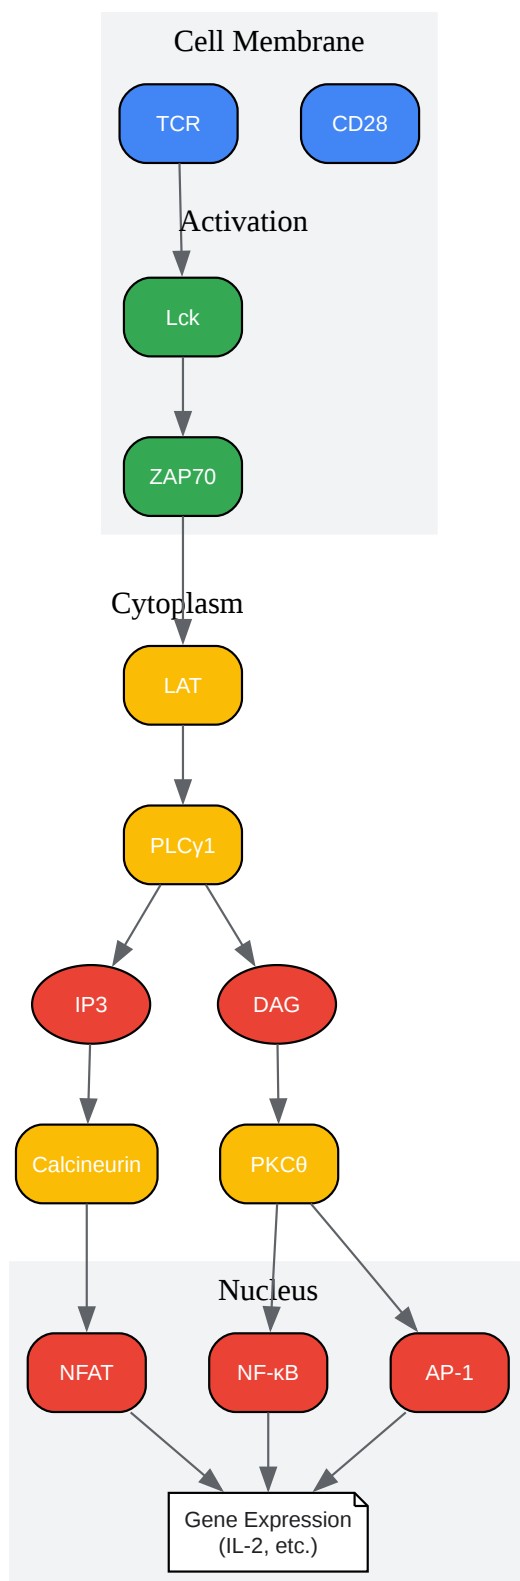 Cell Membrane
TCR
CD28
Activation
Lck
ZAP70
Cytoplasm
LAT
PLCγ1
IP3
DAG
Calcineurin
PKCθ
Nucleus
NFAT
NF-κB
AP-1
Gene Expression
(IL-2, etc.)